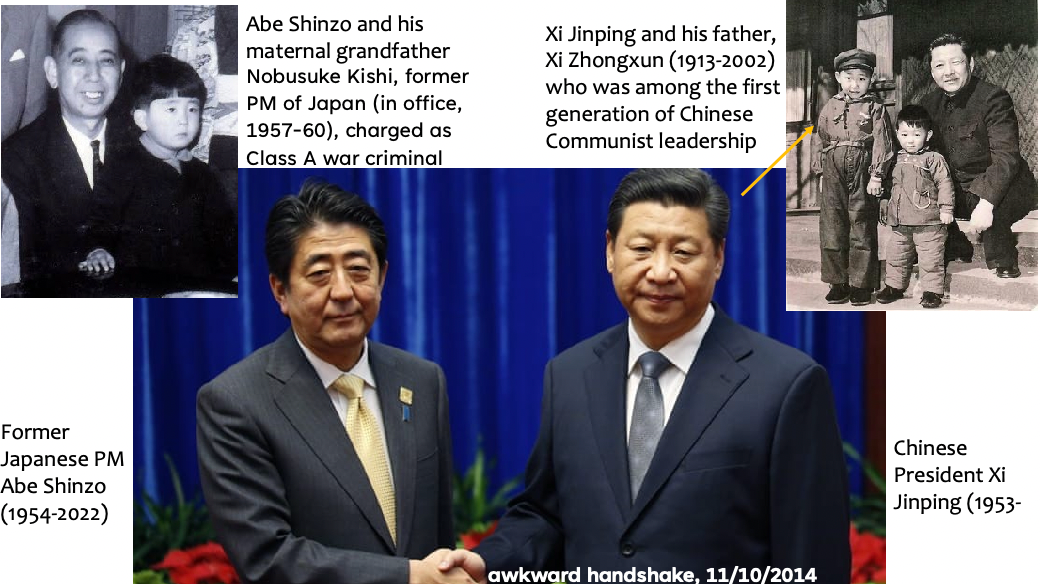 Abe Shinzo and his
maternal grandfather
Nobusuke Kishi, former
PM of Japan (in office,
1957-60), charged as
Class A war criminal
Xi Jinping and his father,
Xi Zhongxun (1913-2002)
who was among the first
generation of Chinese
Communist leadership
Former
Japanese PM
Abe Shinzo
(1954-2022)
Chinese
President Xi
Jinping (1953-
awkward handshake, 11/10/2014